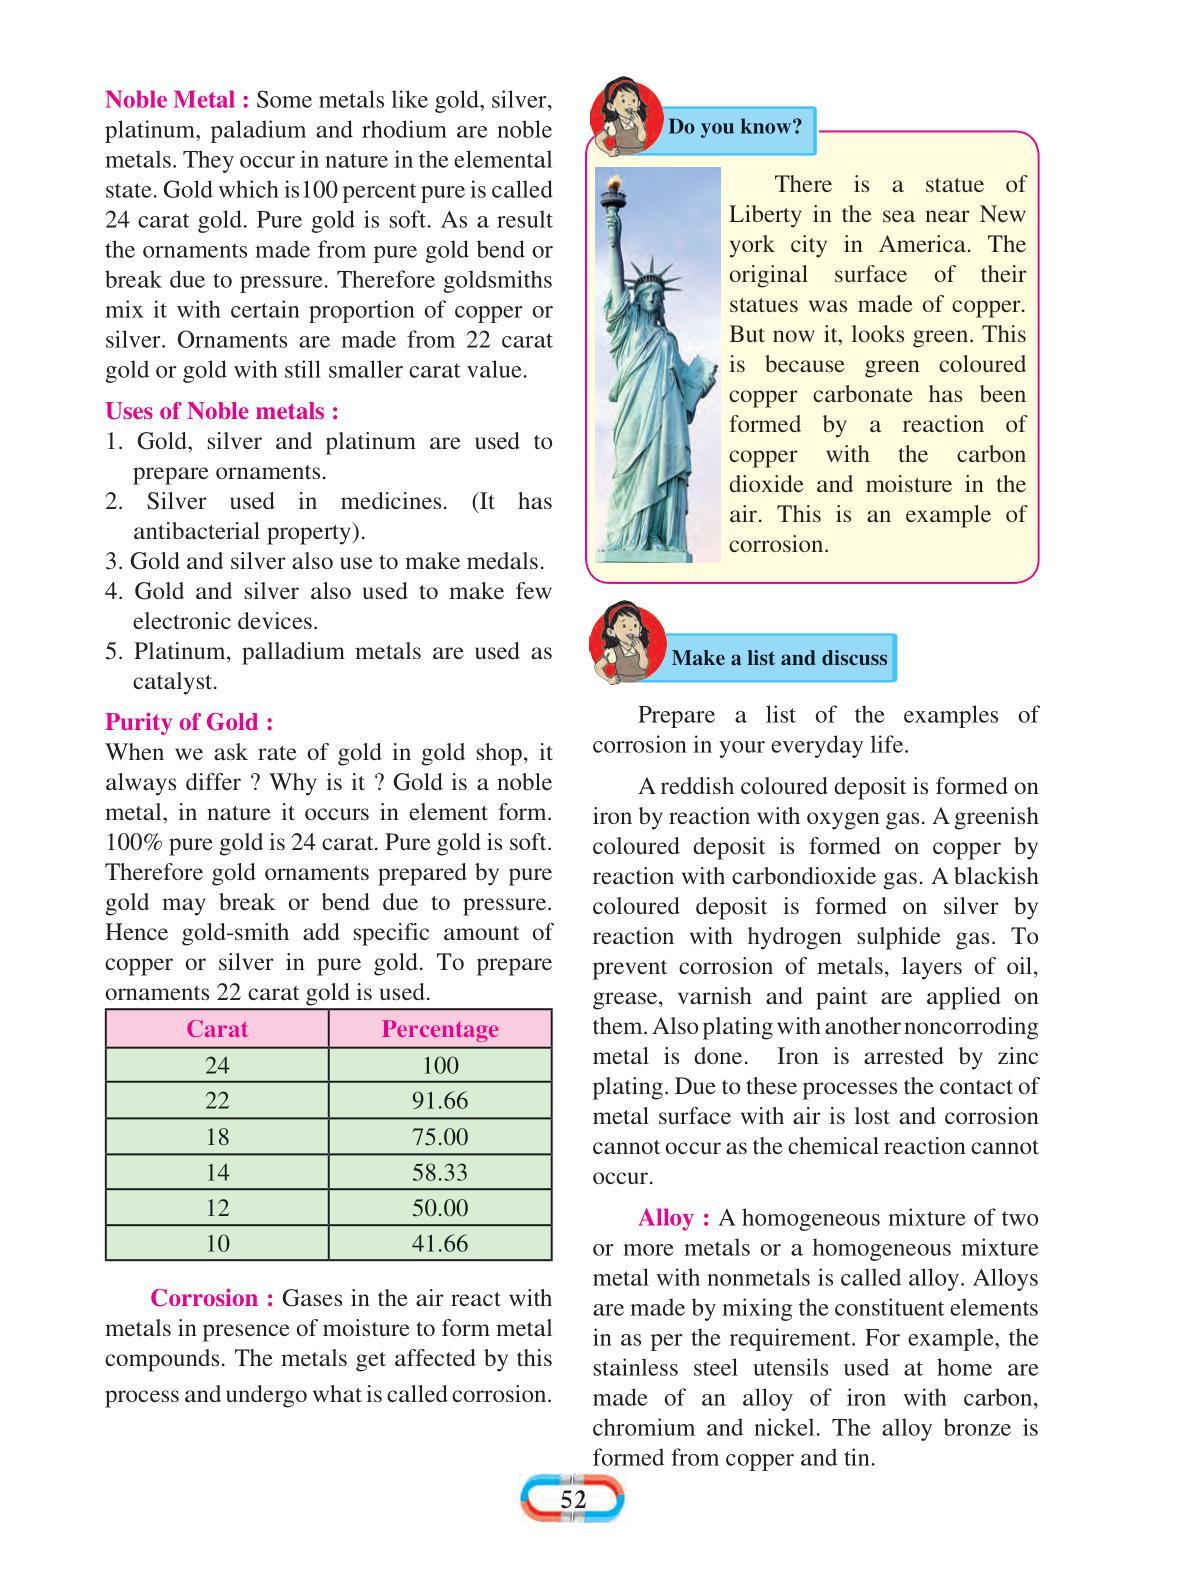 Noble Metal : Some metals like gold, silver,
platinum, paladium and rhodium are noble
metals. They occur in nature in the elemental
state. Gold which is100 percent pure is called
24 carat gold. Pure gold is soft. As a result
the ornaments made from pure gold bend or
break due to pressure. Therefore goldsmiths
mix it with certain proportion of copper or
silver. Ornaments are made from 22 carat
gold or gold with still smaller carat value.
Uses of Noble metals :
1. Gold, silver and platinum are used to
prepare ornaments.
2. Silver used in medicines. (It has
antibacterial property).
3. Gold and silver also use to make medals.
4. Gold and silver also used to make few
electronic devices.
5. Platinum, palladium metals are used as
catalyst.
Purity of Gold :
When we ask rate of gold in gold shop, it
always differ ? Why is it ? Gold is a noble
metal, in nature it occurs in element form.
100% pure gold is 24 carat. Pure gold is soft.
Therefore gold ornaments prepared by pure
gold may break or bend due to pressure.
Hence gold-smith add specific amount of
copper or silver in pure gold. To prepare
ornaments 22 carat gold is used.
Carat Percentage
24 100
22 91.66
18 75.00
14 58.33
12 50.00
10 41.66
Corrosion : Gases in the air react with
metals in presence of moisture to form metal
compounds. The metals get affected by this
process and undergo what is called corrosion.
Do you know?
There is a statue of
Liberty in the sea near New
york city in America. The
original surface of their
statues was made of copper.
But now it, looks green. This
is because green coloured
copper carbonate has been
formed by a reaction of
copper with the carbon
dioxide and moisture in the
air. This is an example of
corrosion.
Make a list and discuss
Prepare a list of the examples of
corrosion in your everyday life.
A reddish coloured deposit is formed on
iron by reaction with oxygen gas. A greenish
coloured deposit is formed on copper by
reaction with carbondioxide gas. A blackish
coloured deposit is formed on silver by
reaction with hydrogen sulphide gas. To
prevent corrosion of metals, layers of oil,
grease, varnish and paint are applied on
them. Also plating with another noncorroding
metal is done. Iron is arrested by zinc
plating. Due to these processes the contact of
metal surface with air is lost and corrosion
cannot occur as the chemical reaction cannot
occur.
Alloy : A homogeneous mixture of two
or more metals or a homogeneous mixture
metal with nonmetals is called alloy. Alloys
are made by mixing the constituent elements
in as per the requirement. For example, the
stainless steel utensils used at home are
made of an alloy of iron with carbon,
chromium and nickel. The alloy bronze is
formed from copper and tin.
52